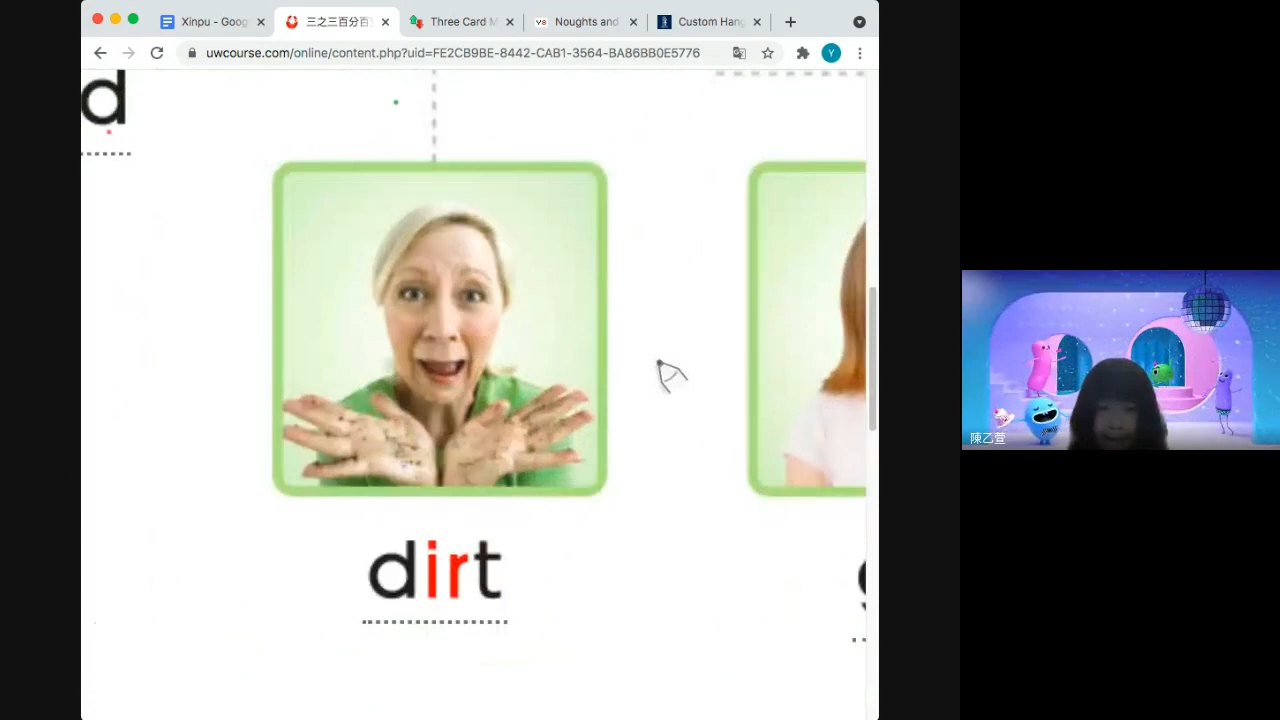 Xinpu - Goog
三之三百分百
Three Card M
Noughts and
Custom Hang
uwcourse.com/online/content.php?uid=FE2CB9BE-8442-CAB1-3564-BA86BB0E5776
Y
d
dirt
陳乙萱